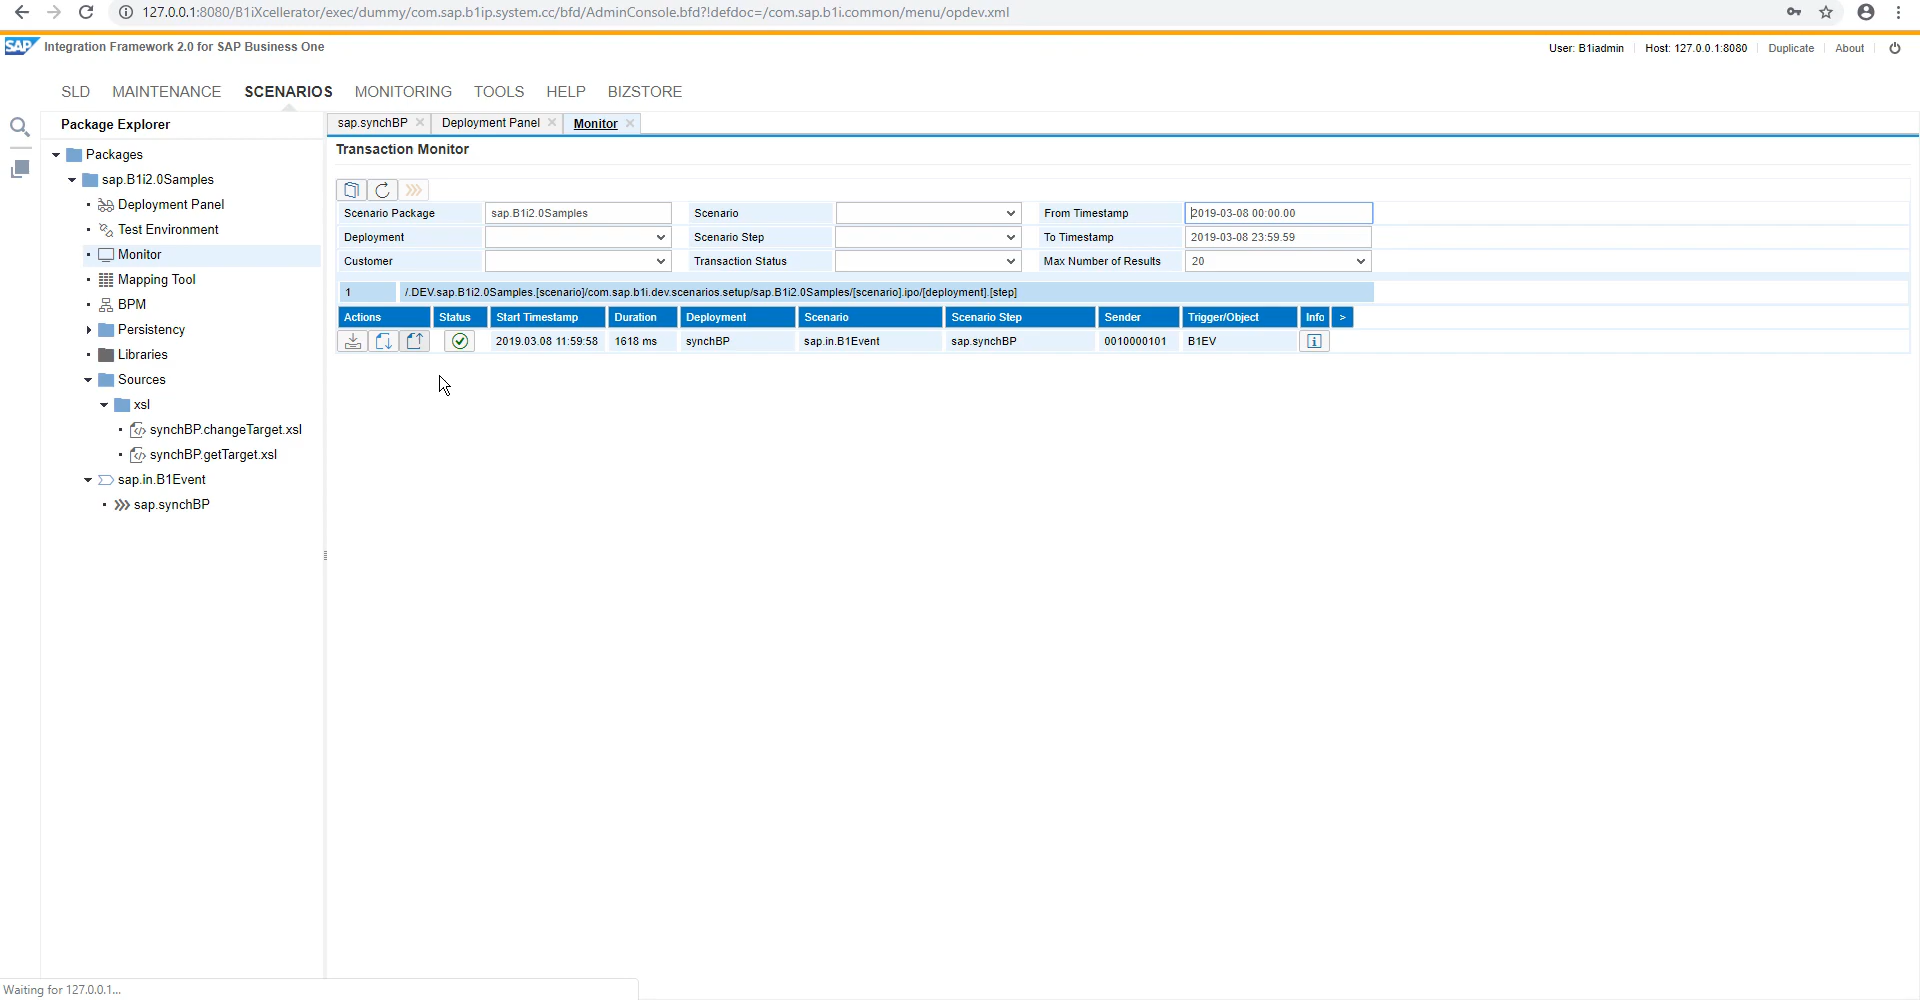 127.0.0.1:8080/B1iXcellerator/exec/dummy/com.sap.b1ip.system.cc/bfd/AdminConsole.bfd?!defdoc=/com.sap.b1i.common/menu/opdev.xml
SAP Integration Framework 2.0 for SAP Business One
User: B1iadmin Host: 127.0.0.1:8080 Duplicate About
SLD MAINTENANCE SCENARIOS MONITORING TOOLS HELP BIZSTORE
Package Explorer
Packages
sap.B1i2.0Samples
Deployment Panel
Test Environment
Monitor
Mapping Tool
BPM
Persistency
Libraries
Sources
xsl
synchBP.changeTarget.xsl
synchBP.getTarget.xsl
sap.in.B1Event
sap.synchBP
sap.synchBP Deployment Panel Monitor
Transaction Monitor
Scenario Package sap.B1i2.0Samples Scenario From Timestamp 2019-03-08 00:00.00
Deployment Scenario Step To Timestamp 2019-03-08 23:59.59
Customer Transaction Status Max Number of Results 20
1 /.DEV.sap.B1i2.0Samples.[scenario]/com.sap.b1i.dev.scenarios.setup/sap.B1i2.0Samples/[scenario].ipo/[deployment].[step]
Actions Status Start Timestamp Duration Deployment Scenario Scenario Step Sender Trigger/Object Info >
2019.03.08 11:59:58 1618 ms synchBP sap.in.B1Event sap.synchBP 0010000101 B1EV
Waiting for 127.0.0.1...